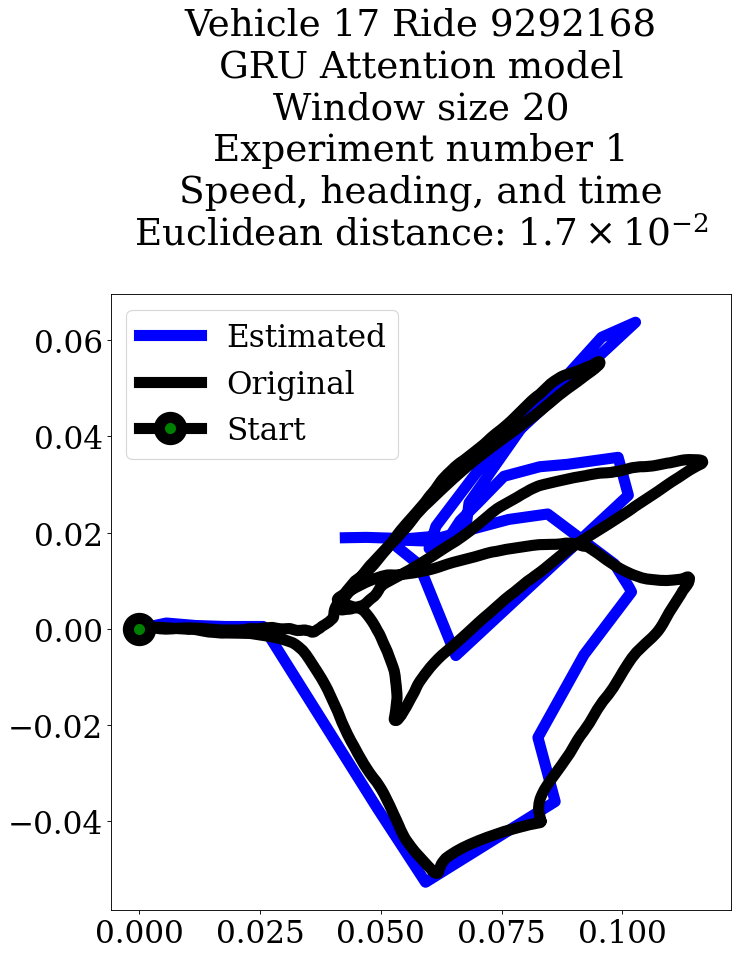 Vehicle 17 Ride 9292168
GRU Attention model
Window size 20
Experiment number 1
Speed, heading, and time
Euclidean distance: 1.7 × 10⁻²
Estimated
Original
Start
0.06
0.04
0.02
0.00
−0.02
−0.04
0.000 0.025 0.050 0.075 0.100